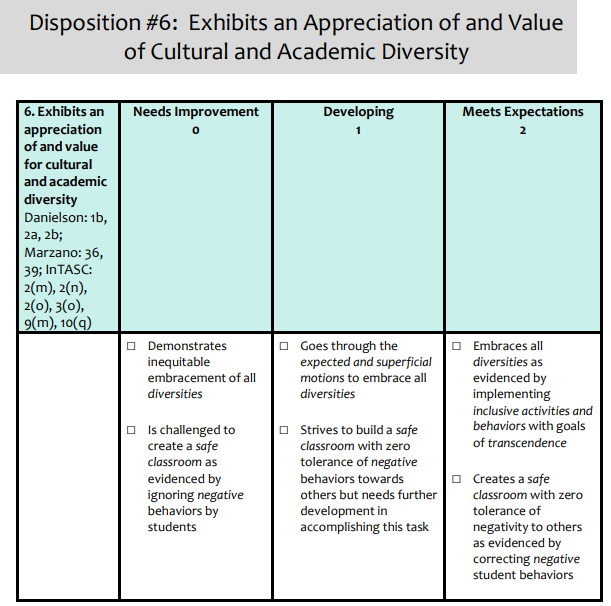 Disposition #6:  Exhibits an Appreciation of and Value
of Cultural and Academic Diversity
6. Exhibits an
appreciation
of and value
for cultural
and academic
diversity
Danielson: 1b,
2a, 2b;
Marzano: 36,
39; InTASC:
2(m), 2(n),
2(o), 3(o),
9(m), 10(q)
Needs Improvement
0
Developing
1
Meets Expectations
2
□ Demonstrates
inequitable
embracement of all
diversities
□ Is challenged to
create a safe
classroom as
evidenced by
ignoring negative
behaviors by
students
□ Goes through the
expected and superficial
motions to embrace all
diversities
□ Strives to build a safe
classroom with zero
tolerance of negative
behaviors towards
others but needs further
development in
accomplishing this task
□ Embraces all
diversities as
evidenced by
implementing
inclusive activities and
behaviors with goals
of transcendence
□ Creates a safe
classroom with zero
tolerance of
negativity to others
as evidenced by
correcting negative
student behaviors